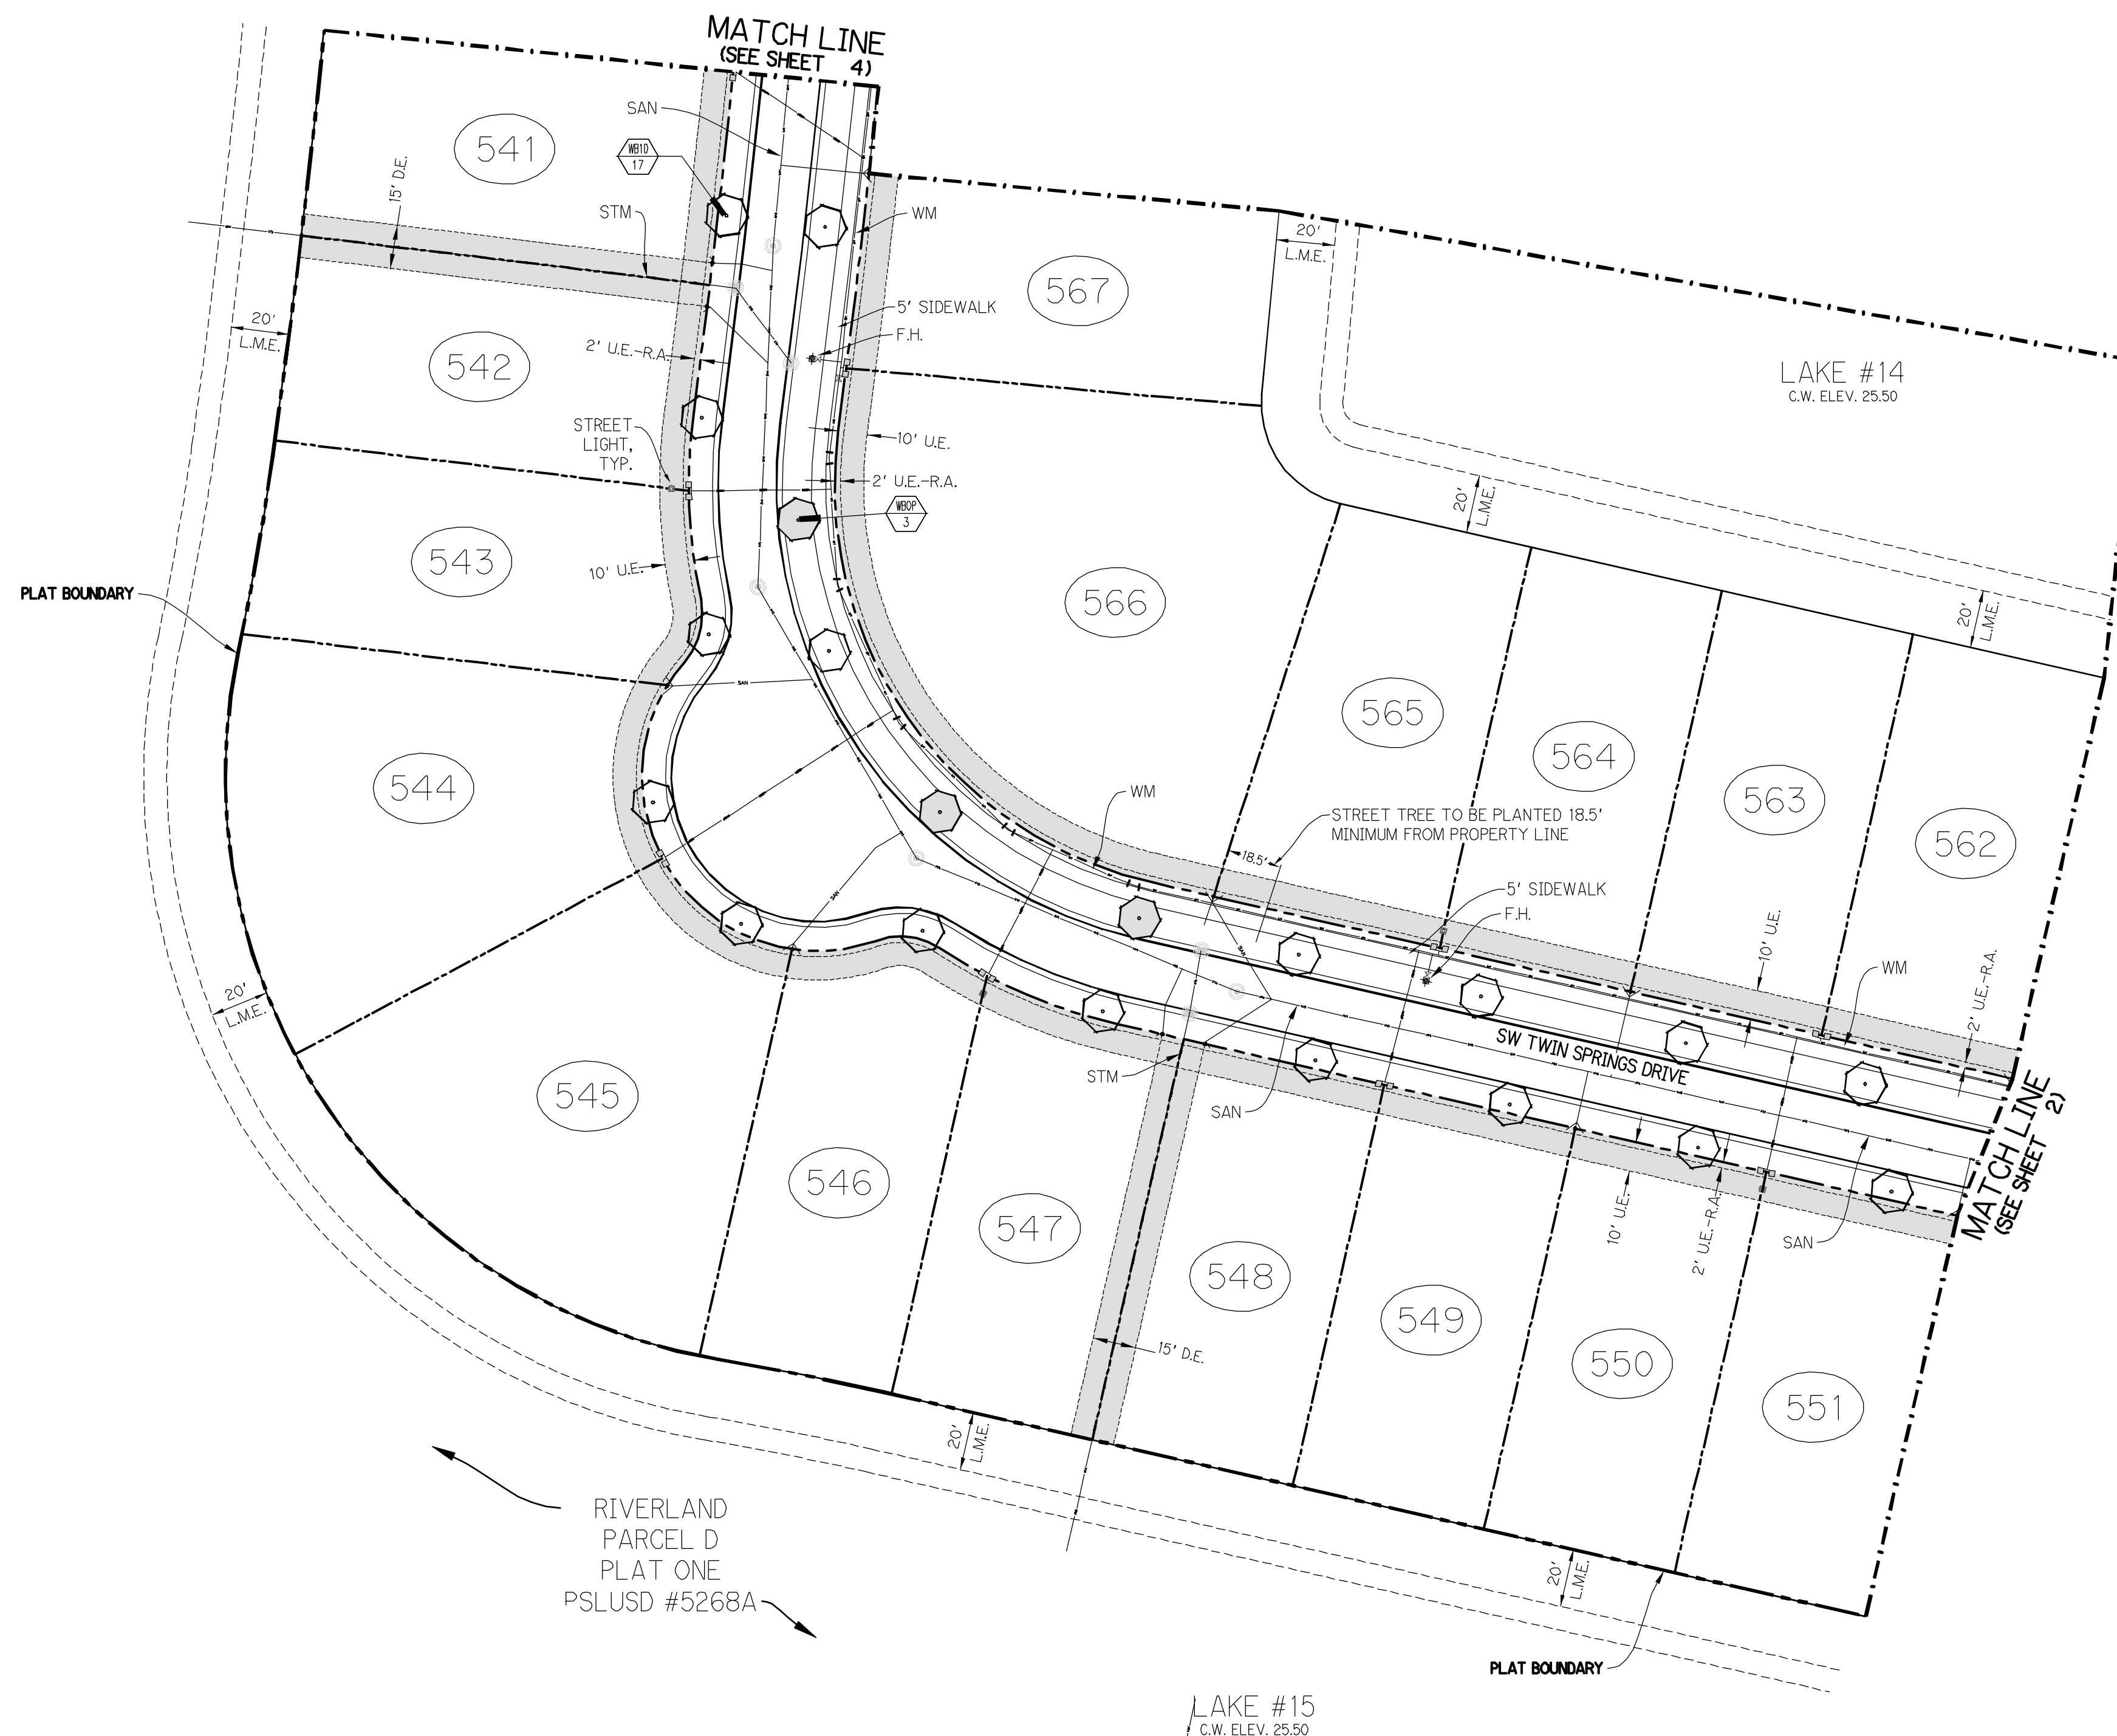 MATCH LINE
(SEE SHEET 4)
SAN
541
WB10
17
15' D.E.
STM
WM
567
20'
L.M.E.
5' SIDEWALK
F.H.
20'
L.M.E.
2' U.E.-R.A.
542
LAKE #14
C.W. ELEV. 25.50
STREET
LIGHT,
TYP.
10' U.E.
2' U.E.-R.A.
WB0P
3
20'
L.M.E.
543
10' U.E.
PLAT BOUNDARY
566
20'
L.M.E.
SAN
565
564
563
562
544
WM
STREET TREE TO BE PLANTED 18.5'
MINIMUM FROM PROPERTY LINE
18.5'
5' SIDEWALK
F.H.
SAN
10' U.E.
WM
2' U.E.-R.A.
SAN
20'
L.M.E.
SW TWIN SPRINGS DRIVE
STM
SAN
545
546
547
548
549
550
551
10' U.E.
2' U.E.-R.A.
SAN
MATCH LINE
(SEE SHEET 2)
15' D.E.
20'
L.M.E.
RIVERLAND
PARCEL D
PLAT ONE
PSLUSD #5268A
20'
L.M.E.
PLAT BOUNDARY
LAKE #15
C.W. ELEV. 25.50